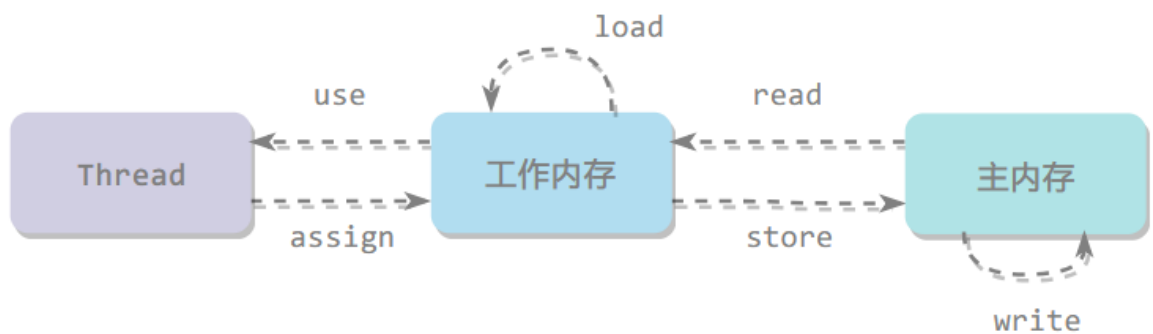 load
use
read
Thread
工作内存
主内存
assign
store
write